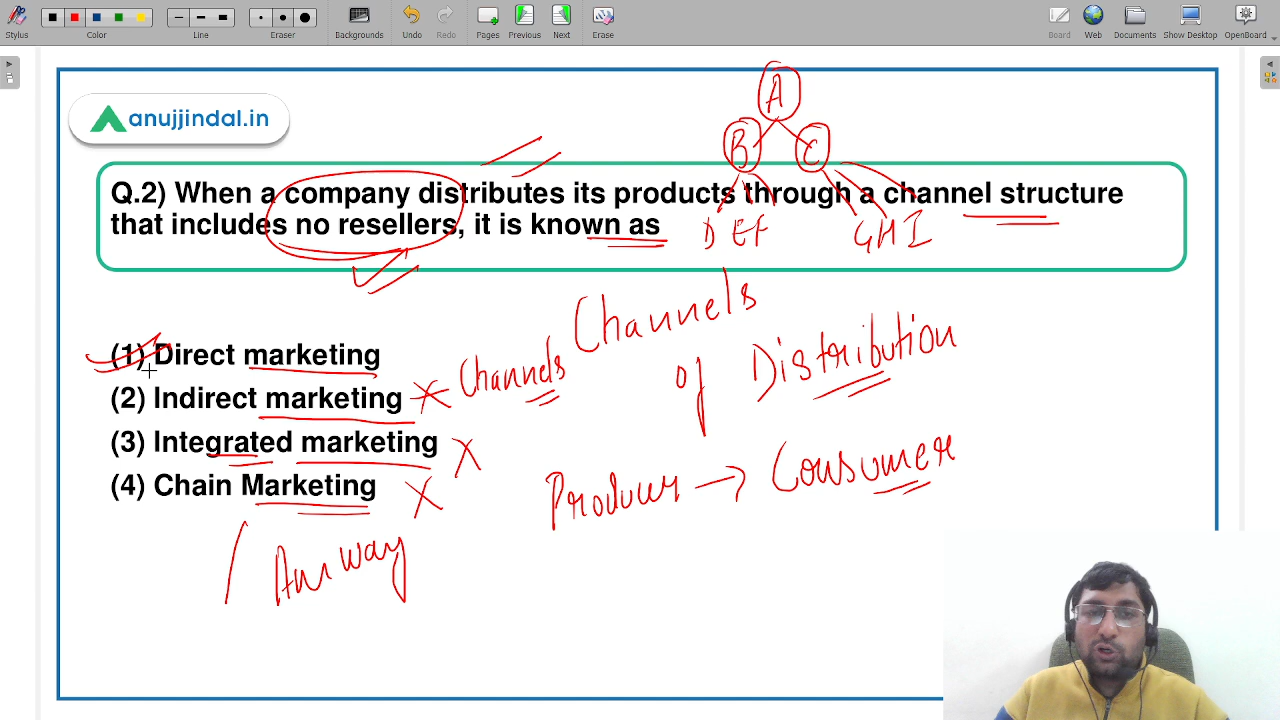 Stylus
Color
Line
Eraser
Backgrounds
Undo
Redo
Pages
Previous
Next
Erase
Board
Web
Documents
Show Desktop
OpenBoard
anujjindal.in
A
B C
D E F G H I
Q.2) When a company distributes its products through a channel structure
that includes no resellers, it is known as
Channels
of Distribution
(1) Direct marketing
(2) Indirect marketing
Channels
(3) Integrated marketing
(4) Chain Marketing
Producer → Consumer
Amway